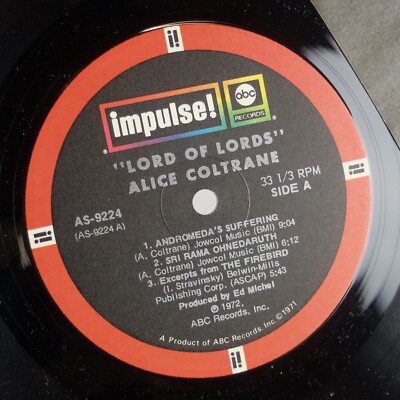 i!
impulse!
abc
RECORDS
"LORD OF LORDS"
ALICE COLTRANE
AS-9224
(AS-9224 A)
33 1/3 RPM
SIDE A
1. ANDROMEDA'S SUFFERING
(A. Coltrane) Jowcol Music (BMI) 9:04
2. SRI RAMA OHNEDARUTH
(A. Coltrane) Jowcol Music (BMI) 6:12
3. Excerpts from THE FIREBIRD
(I. Stravinsky) Belwin-Mills
Publishing Corp. (ASCAP) 5:43
Produced by Ed Michel
℗ 1972,
ABC Records, Inc.
A Product of ABC Records, Inc. ©1971
i!
i!
i!